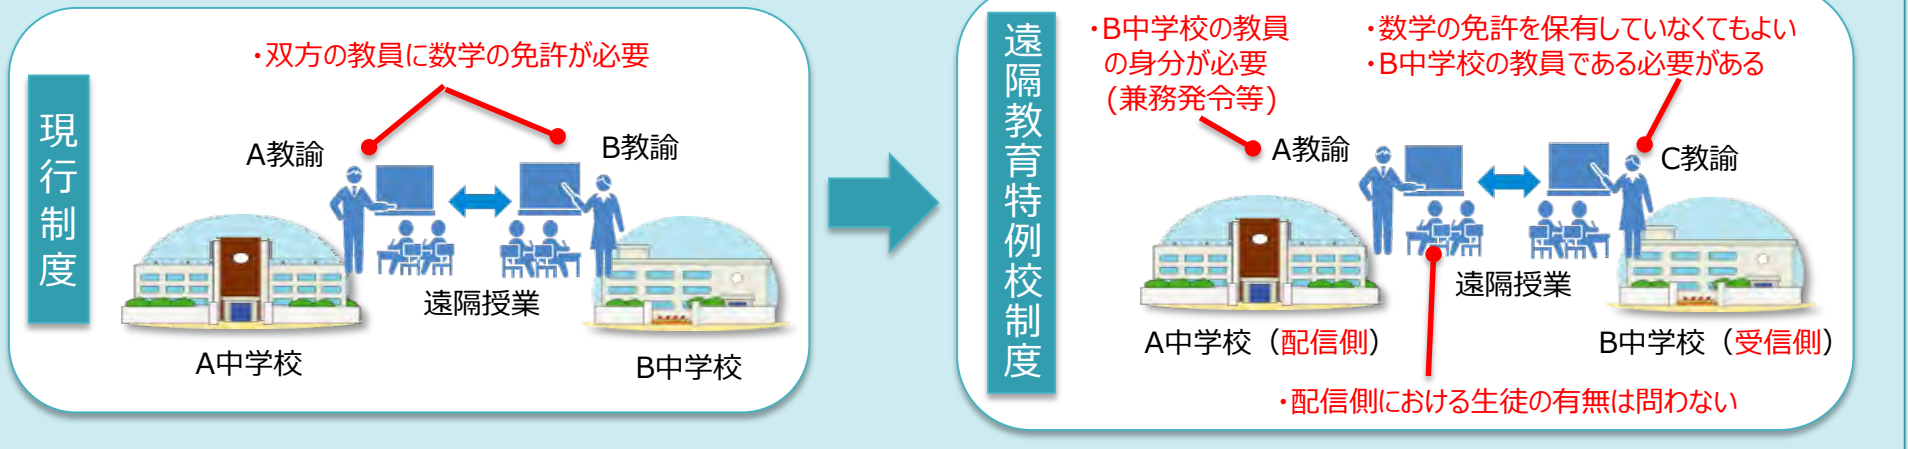 現行制度
・双方の教員に数学の免許が必要
A教諭
B教諭
遠隔授業
A中学校
B中学校
遠隔教育特例校制度
・B中学校の教員
の身分が必要
(兼務発令等)
・数学の免許を保有していなくてもよい
・B中学校の教員である必要がある
A教諭
C教諭
遠隔授業
A中学校（配信側）
B中学校（受信側）
・配信側における生徒の有無は問わない